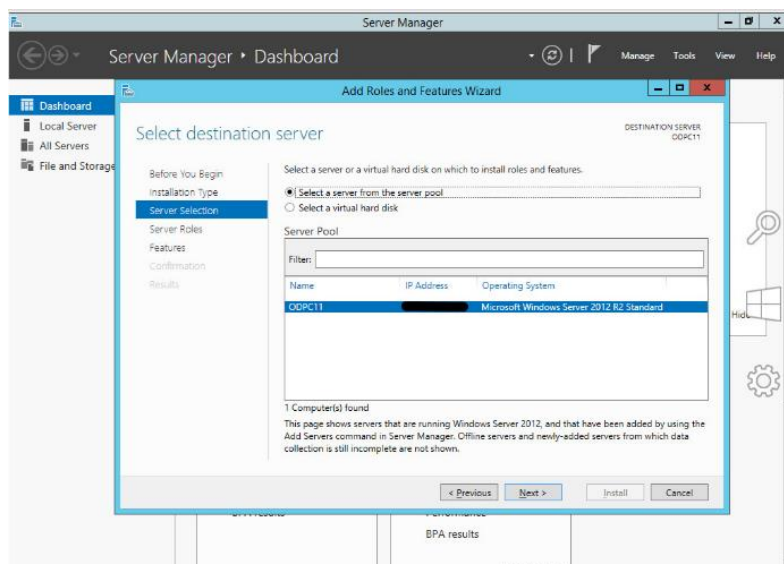 Server Manager
Server Manager • Dashboard
Manage Tools View Help
Dashboard
Local Server
All Servers
File and Storage
Add Roles and Features Wizard
Select destination server
DESTINATION SERVER
ODPC11
Before You Begin
Installation Type
Server Selection
Server Roles
Features
Confirmation
Results
Select a server or a virtual hard disk on which to install roles and features.
Select a server from the server pool
Select a virtual hard disk
Server Pool
Filter:
Name IP Address Operating System
ODPC11 Microsoft Windows Server 2012 R2 Standard
1 Computer(s) found
This page shows servers that are running Windows Server 2012, and that have been added by using the
Add Servers command in Server Manager. Offline servers and newly-added servers from which data
collection is still incomplete are not shown.
< Previous Next > Install Cancel
Hide
BPA results
Performance
BPA results